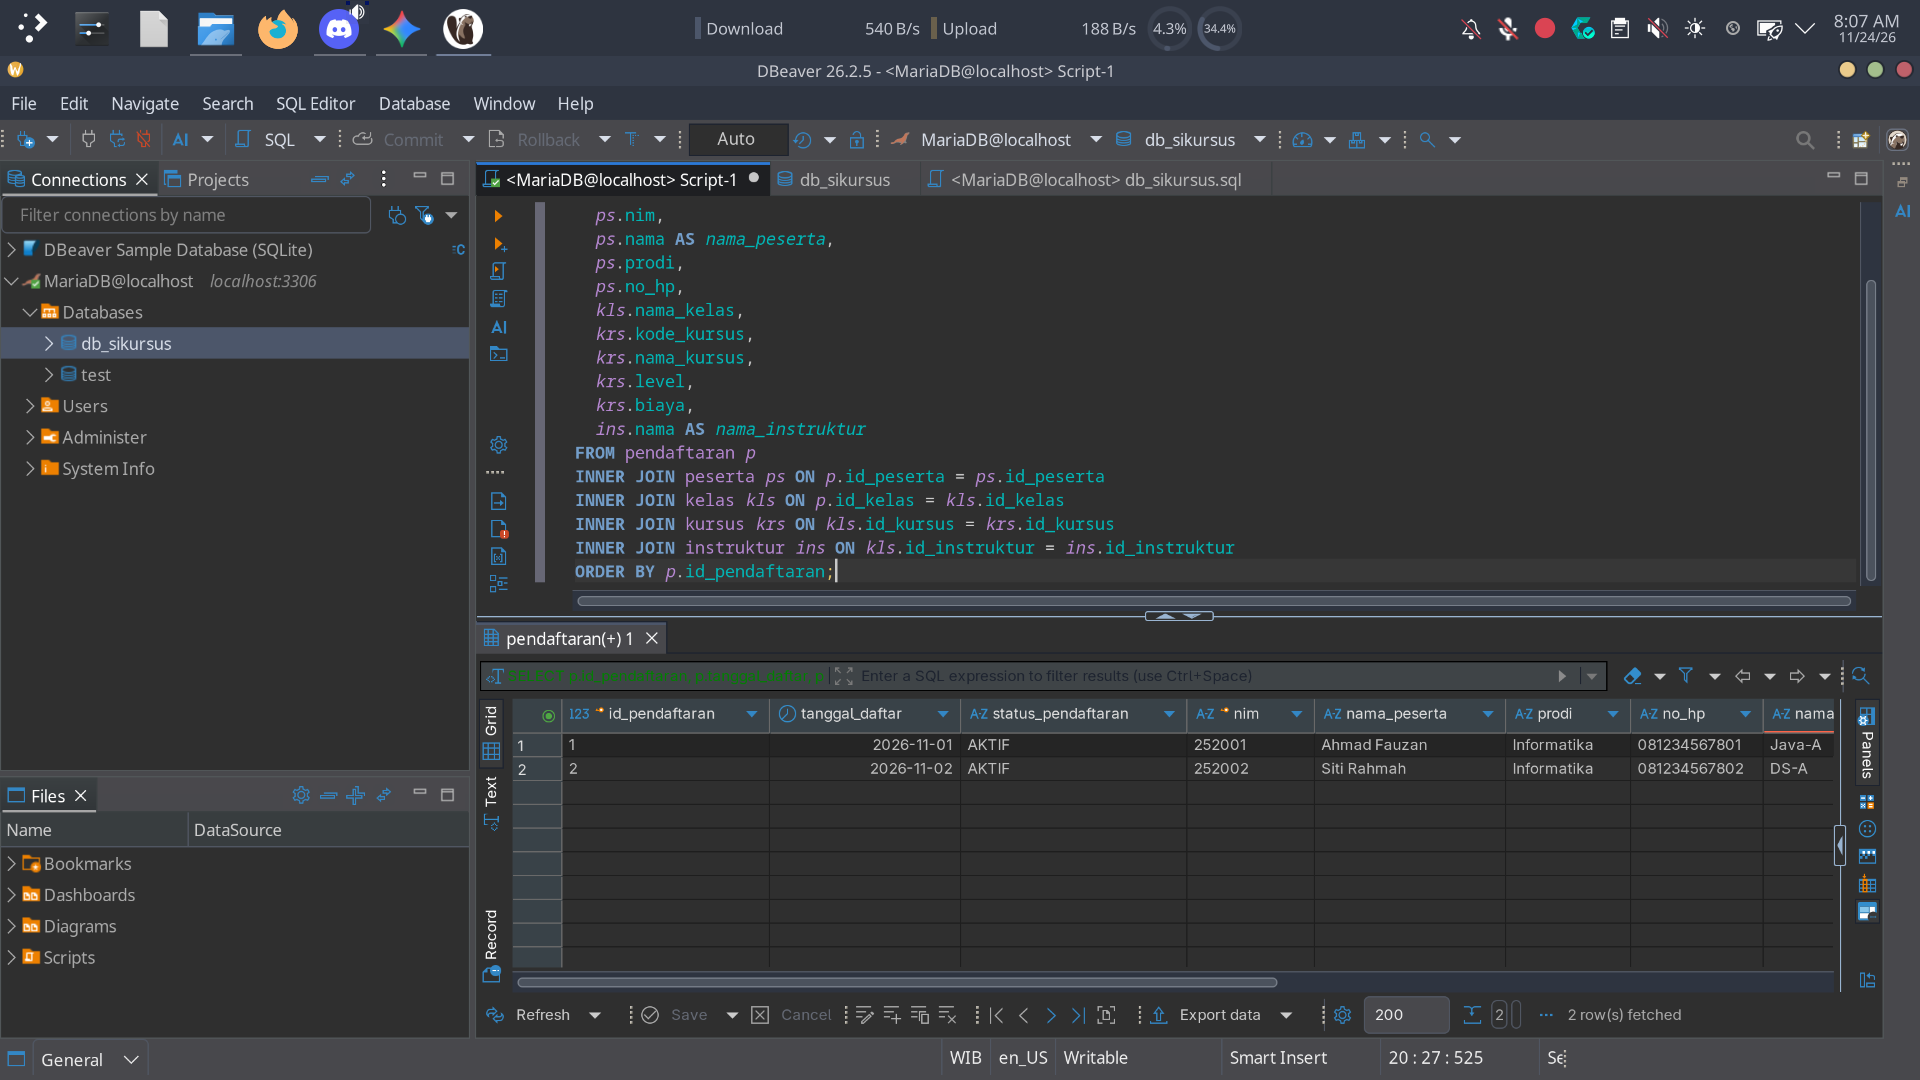 Download 540 B/s Upload 188 B/s 4.3% 34.4%
8:07 AM
11/24/26
DBeaver 26.2.5 - <MariaDB@localhost> Script-1
File Edit Navigate Search SQL Editor Database Window Help
AI SQL Commit Rollback T Auto MariaDB@localhost db_sikursus
Connections Projects
Filter connections by name
DBeaver Sample Database (SQLite)
MariaDB@localhost localhost:3306
Databases
db_sikursus
test
Users
Administer
System Info
Files
Name DataSource
Bookmarks
Dashboards
Diagrams
Scripts
<MariaDB@localhost> Script-1 db_sikursus <MariaDB@localhost> db_sikursus.sql
AI
AI
ps.nim,
ps.nama AS nama_peserta,
ps.prodi,
ps.no_hp,
kls.nama_kelas,
krs.kode_kursus,
krs.nama_kursus,
krs.level,
krs.biaya,
ins.nama AS nama_instruktur
FROM pendaftaran p
INNER JOIN peserta ps ON p.id_peserta = ps.id_peserta
INNER JOIN kelas kls ON p.id_kelas = kls.id_kelas
INNER JOIN kursus krs ON kls.id_kursus = krs.id_kursus
INNER JOIN instruktur ins ON kls.id_instruktur = ins.id_instruktur
ORDER BY p.id_pendaftaran;
pendaftaran(+) 1
SELECT p.id_pendaftaran, p.tanggal_daftar, p Enter a SQL expression to filter results (use Ctrl+Space)
Grid
Text
Record
Panels
123 id_pendaftaran tanggal_daftar A-Z status_pendaftaran A-Z nim A-Z nama_peserta A-Z prodi A-Z no_hp A-Z nama
1 1 2026-11-01 AKTIF 252001 Ahmad Fauzan Informatika 081234567801 Java-A
2 2 2026-11-02 AKTIF 252002 Siti Rahmah Informatika 081234567802 DS-A
Refresh Save Cancel Export data 200 2 ... 2 row(s) fetched
General
WIB en_US Writable Smart Insert 20 : 27 : 525